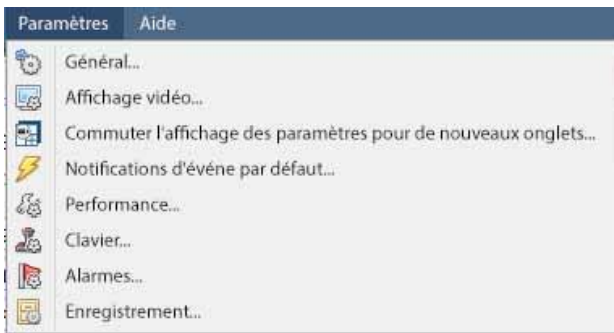 Paramètres Aide
Général...
Affichage vidéo...
Commuter l'affichage des paramètres pour de nouveaux onglets...
Notifications d'événe par défaut...
Performance...
Clavier...
Alarmes...
Enregistrement...